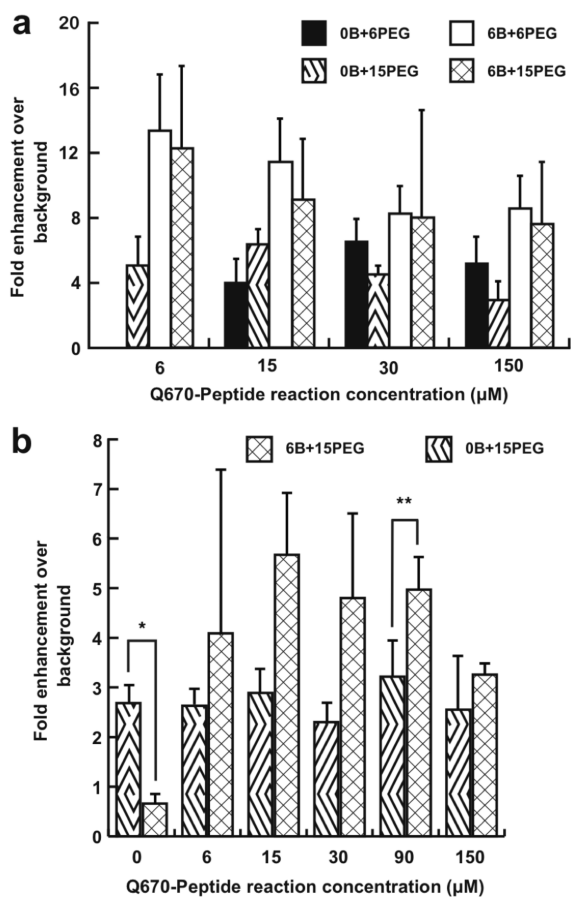 a
20
16
12
8
4
0
Fold enhancement over
background
0B+6PEG
6B+6PEG
0B+15PEG
6B+15PEG
6
15
30
150
Q670-Peptide reaction concentration (µM)
b
8
7
6
5
4
3
2
1
0
Fold enhancement over
background
6B+15PEG
0B+15PEG
*
**
0
6
15
30
90
150
Q670-Peptide reaction concentration (µM)